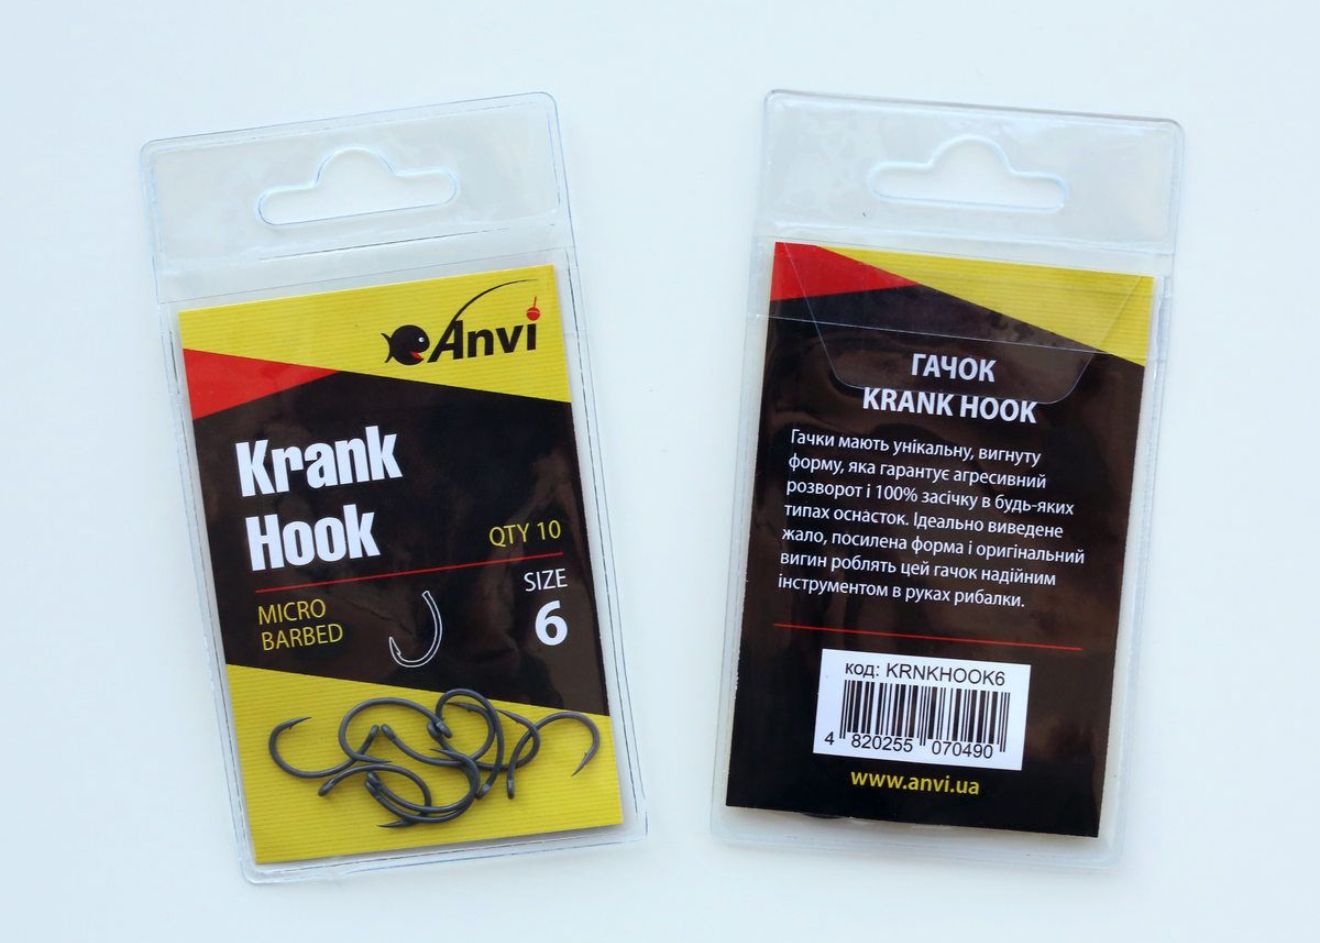 Anvi
Krank
Hook
QTY 10
SIZE
6
MICRO
BARBED
ГАЧОК
KRANK HOOK
Гачки мають унікальну, вигнуту
форму, яка гарантує агресивний
розворот і 100% засічку в будь-яких
типах оснасток. Ідеально виведене
жало, посилена форма і оригінальний
вигин роблять цей гачок надійним
інструментом в руках рибалки.
код: KRNKHOOK6
4 820255 070490
www.anvi.ua